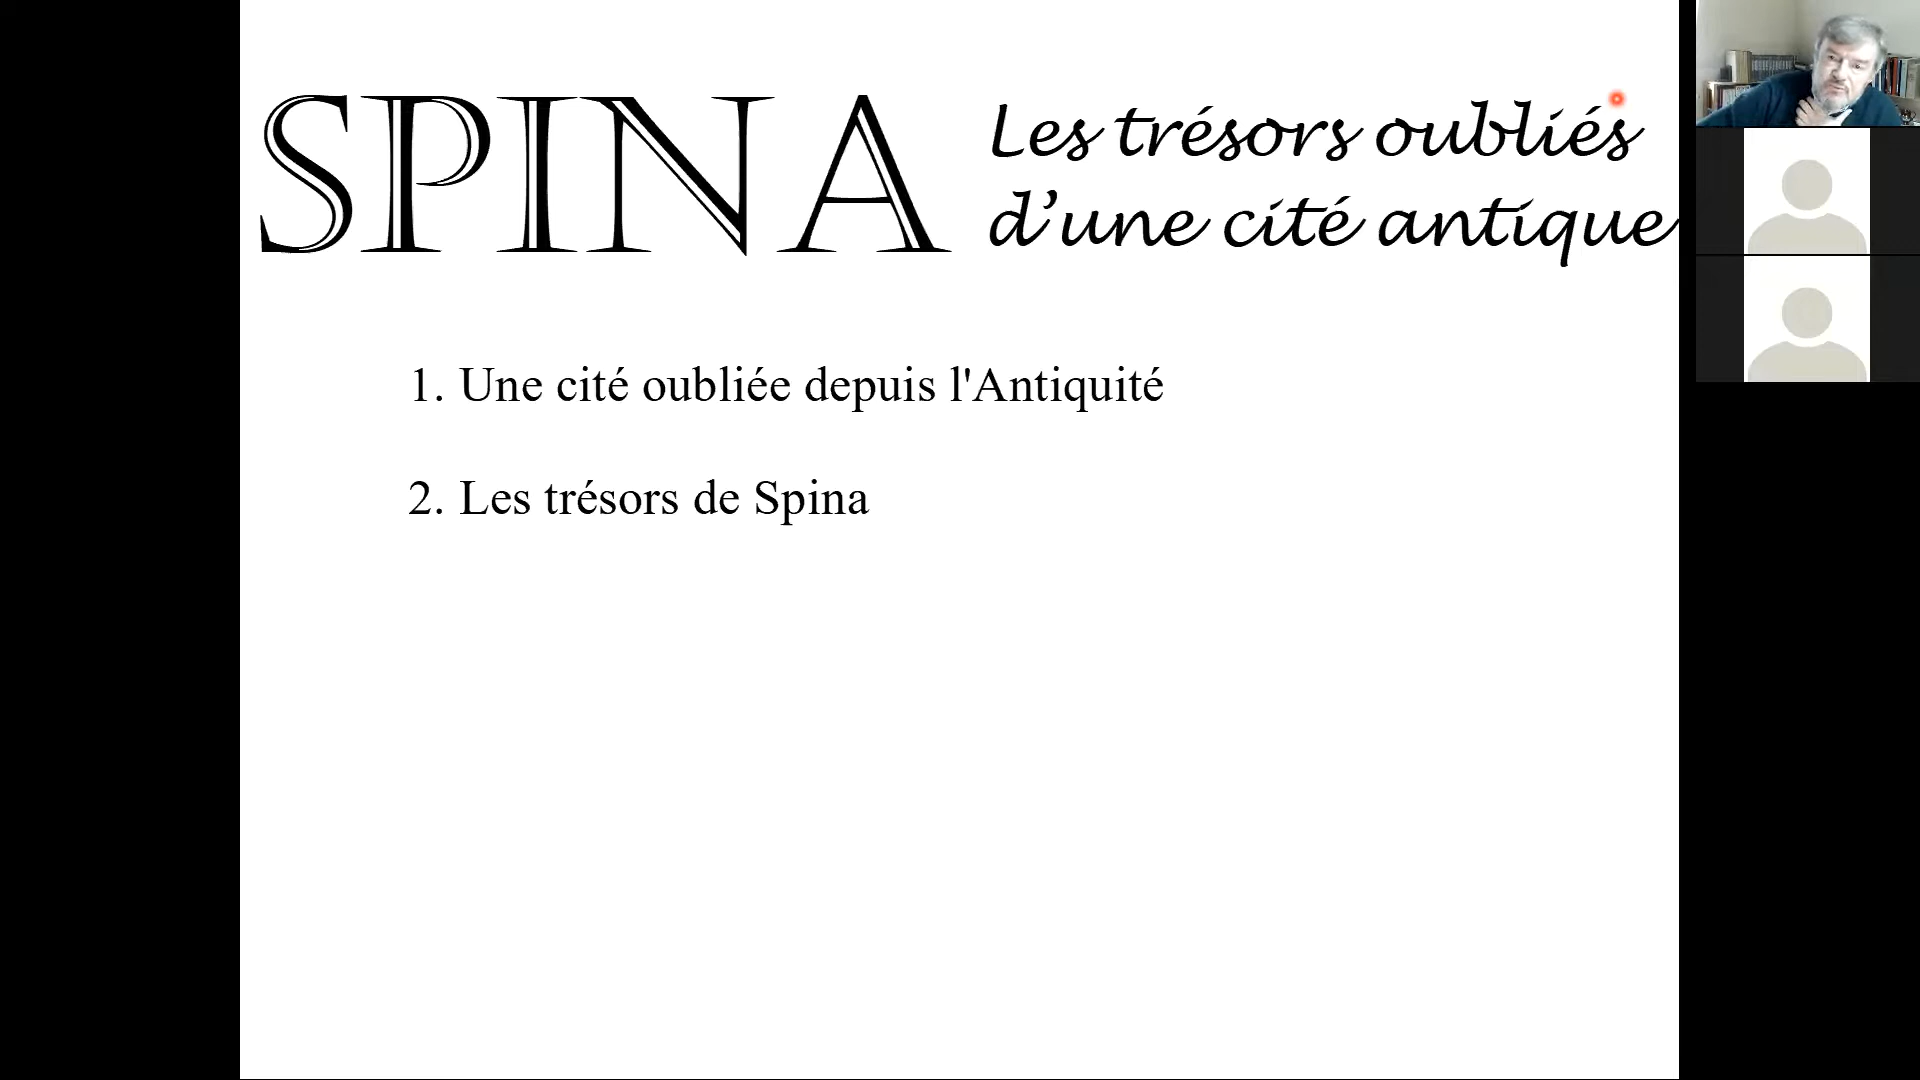 SPINA
Les trésors oubliés
d’une cité antique
1. Une cité oubliée depuis l'Antiquité
2. Les trésors de Spina